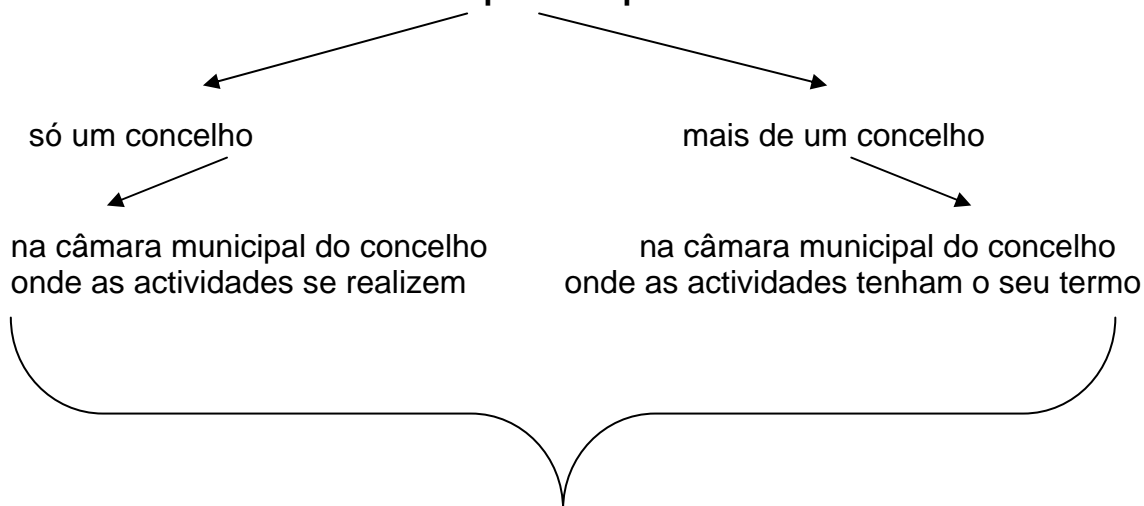 só um concelho
mais de um concelho
na câmara municipal do concelho
onde as actividades se realizem
na câmara municipal do concelho
onde as actividades tenham o seu termo